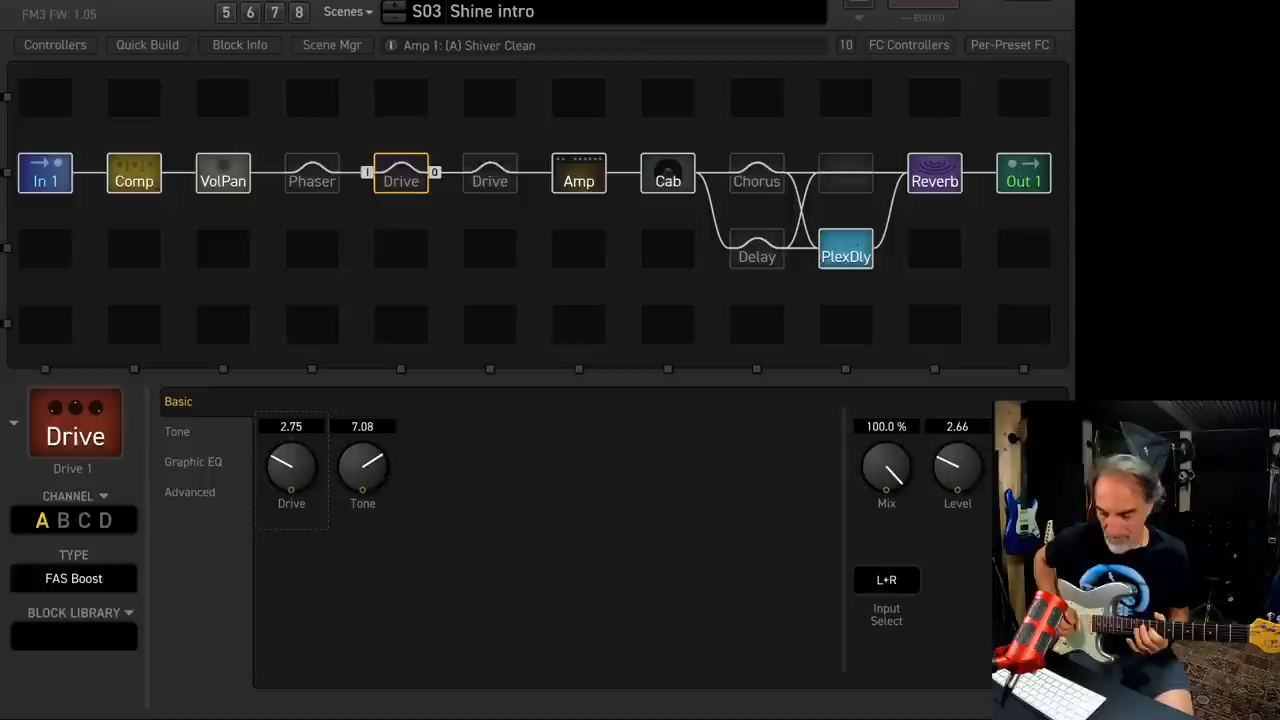 FM3 FW: 1.05
5 6 7 8 Scenes S03 Shine intro
Controllers Quick Build Block Info Scene Mgr Amp 1: (A) Shiver Clean 10 FC Controllers Per-Preset FC
In 1 Comp VolPan Phaser I Drive O Drive Amp Cab Chorus Reverb Out 1
Delay PlexDly
Drive
Drive 1
CHANNEL
A B C D
TYPE
FAS Boost
BLOCK LIBRARY
Basic
Tone
Graphic EQ
Advanced
2.75 7.08
Drive Tone
100.0 % 2.66
Mix Level
L+R
Input
Select